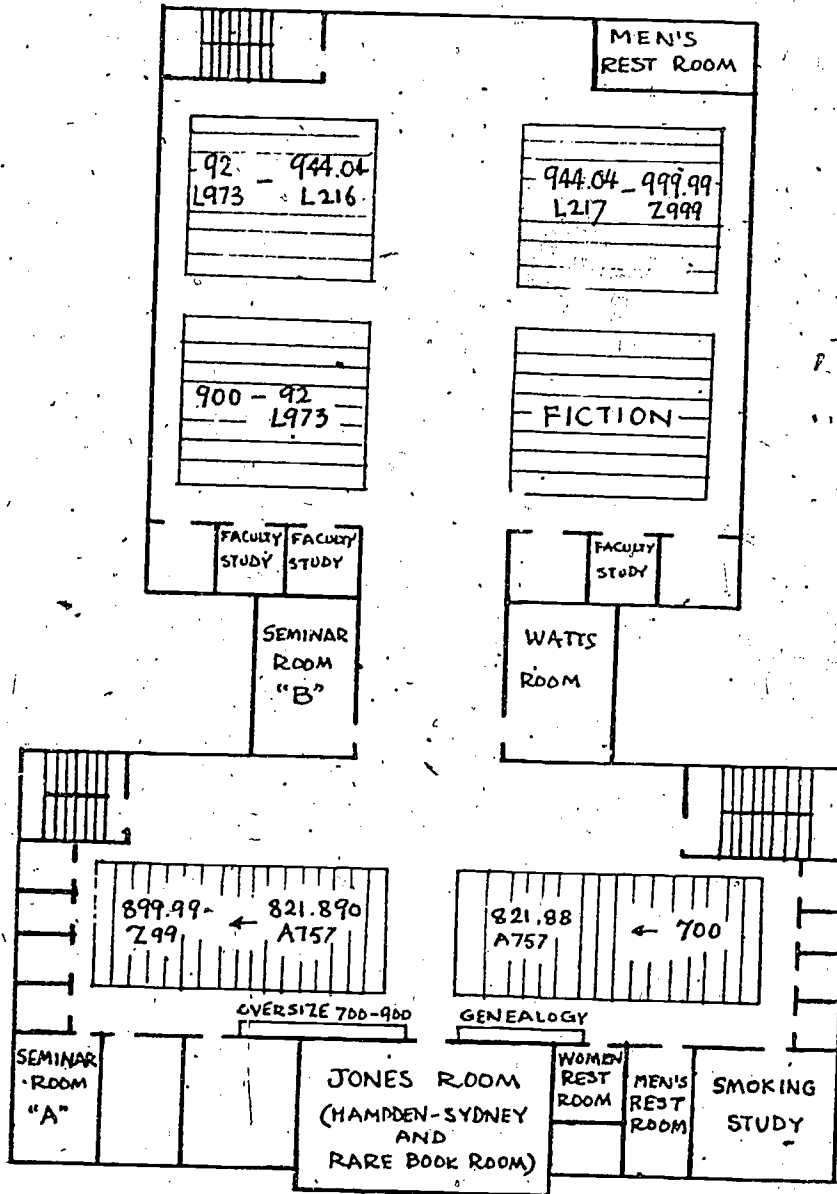 MEN'S
REST ROOM
92 - 944.04
L973 L216
944.04 - 999.99
L217 Z999
900 - 92
L973
FICTION
FACULTY
STUDY
FACULTY
STUDY
FACULTY
STUDY
SEMINAR
ROOM
"B"
WATTS
ROOM
899.99 ← 821.890
Z99 A757
821.88 ← 700
A757
OVERSIZE 700-900
GENEALOGY
SEMINAR
ROOM
"A"
JONES ROOM
(HAMPDEN-SYDNEY
AND
RARE BOOK ROOM)
WOMEN
REST
ROOM
MEN'S
REST
ROOM
SMOKING
STUDY